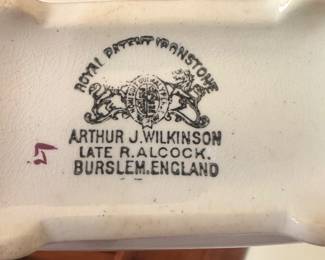 ROYAL PATENT IRONSTONE
ARTHUR J. WILKINSON
LATE R. ALCOCK.
BURSLEM. ENGLAND